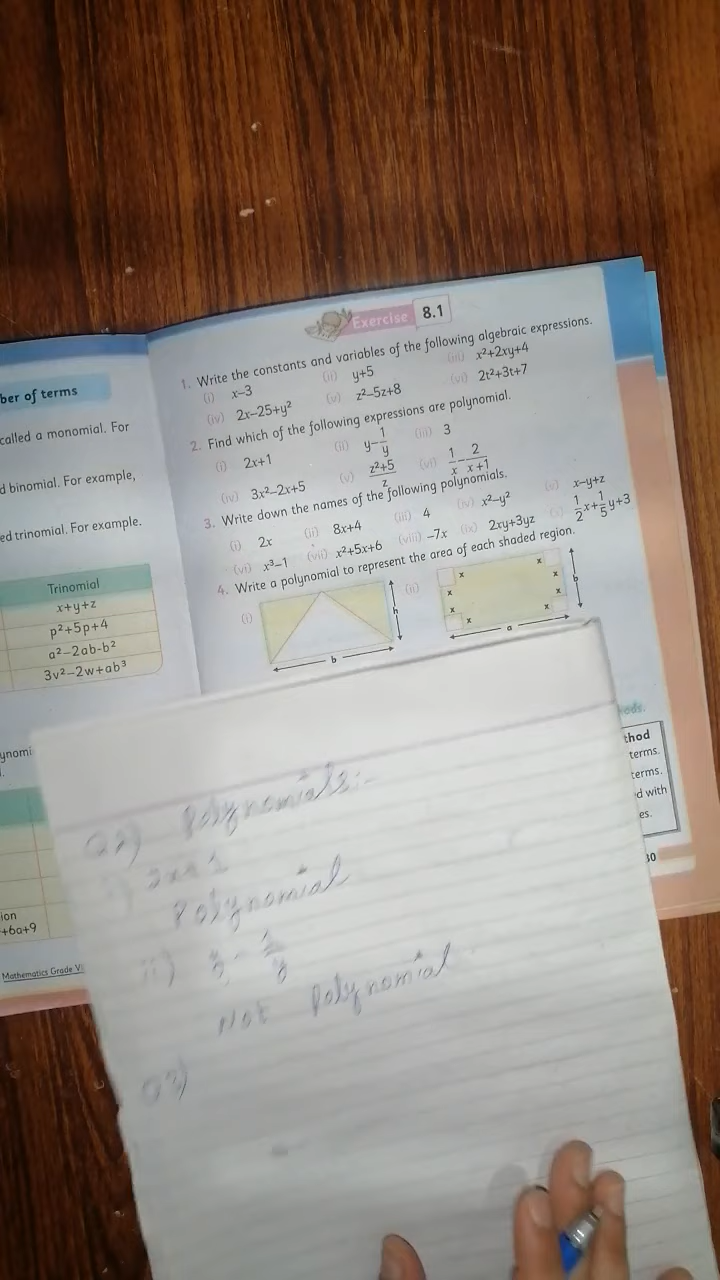 ber of terms
called a monomial. For
d binomial. For example,
ed trinomial. For example.
Trinomial
x+y+z
p²+5p+4
a²–2ab-b²
3v²–2w+ab³
ynomi
ion
+6a+9
Mathematics Grade V
Exercise 8.1
1. Write the constants and variables of the following algebraic expressions.
(i) x–3 (ii) y+5 (iii) x²+2xy+4
(iv) 2x–25+y² (v) z²–5z+8 (vi) 2t²+3t+7
2. Find which of the following expressions are polynomial.
(i) 2x+1 (ii) y–1/y (iii) 3
(iv) 3x²–2x+5 (v) z²+5/z (vi) 1/x – 2/x+1
3. Write down the names of the following polynomials.
(i) 2x (ii) 8x+4 (iii) 4 (iv) x²–y² (v) x–y+z
(vi) x³–1 (vii) x²+5x+6 (viii) –7x (ix) 2xy+3yz (x) 1/2x+1/5y+3
4. Write a polynomial to represent the area of each shaded region.
(i) h b (ii) x x x x x x x x b a
ods.
thod
terms.
terms.
d with
es.
30
Q2) Polynomials:-
i) 2x+1
Polynomial
ii) y - 1/y
Not Polynomial
Q3)